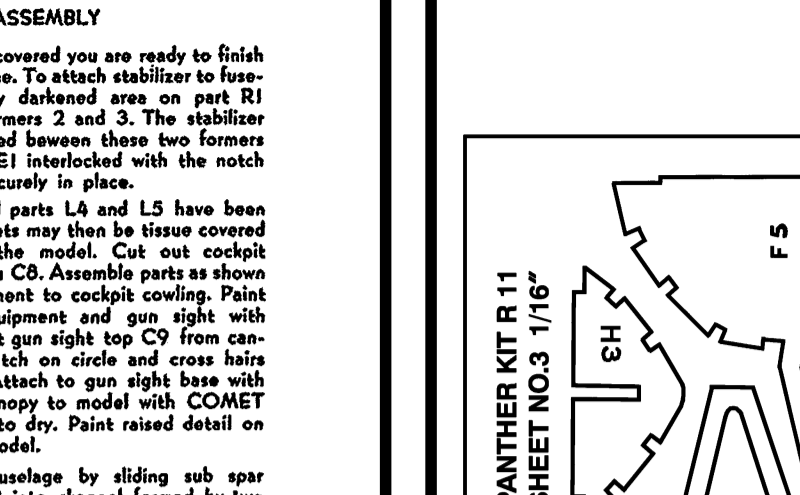 ASSEMBLY
covered you are ready to finish
e. To attach stabilizer to fuse-
y darkened area on part R1
rmers 2 and 3. The stabilizer
ed beween these two formers
E1 interlocked with the notch
curely in place.
parts L4 and L5 have been
ets may then be tissue covered
the model. Cut out cockpit
C8. Assemble parts as shown
ment to cockpit cowling. Paint
uipment and gun sight with
t gun sight top C9 from can-
tch on circle and cross hairs
Attach to gun sight base with
nopy to model with COMET
to dry. Paint raised detail on
odel.
uselage by sliding sub spar
PANTHER KIT R 11
SHEET NO.3 1/16"
H3
F5